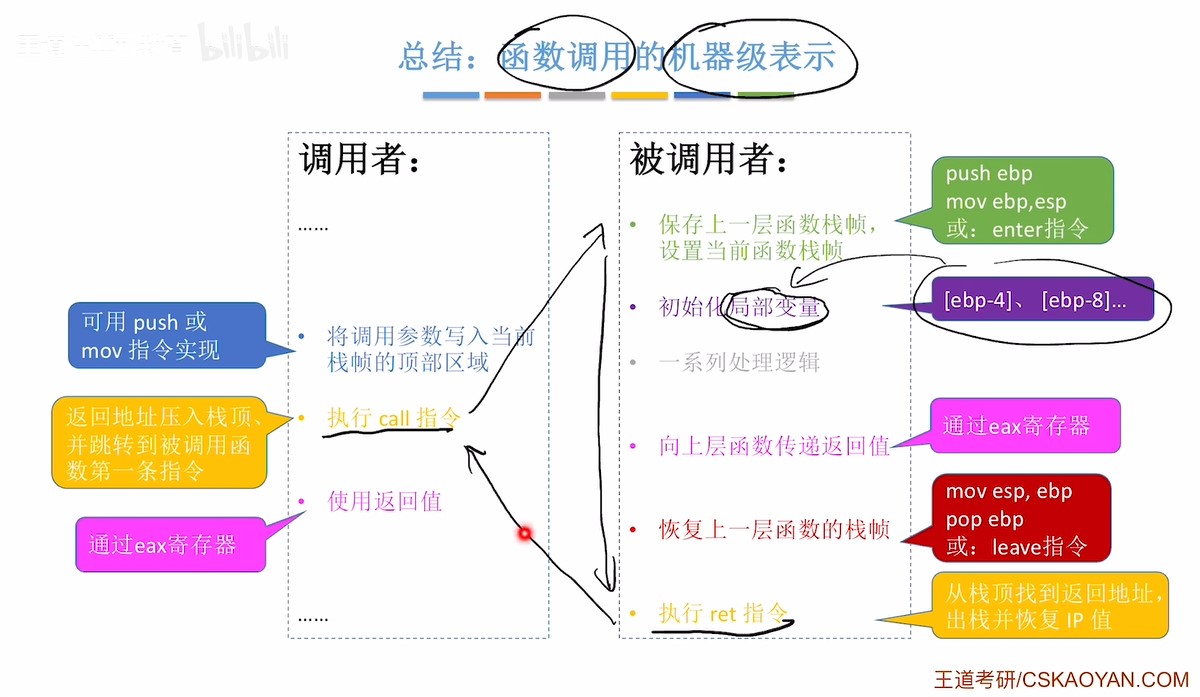 bilibili
总结：函数调用的机器级表示
调用者：
……
可用 push 或
mov 指令实现
• 将调用参数写入当前
栈帧的顶部区域
返回地址压入栈顶、
并跳转到被调用函
数第一条指令
• 执行 call 指令
• 使用返回值
通过eax寄存器
……
被调用者：
• 保存上一层函数栈帧，
设置当前函数栈帧
push ebp
mov ebp,esp
或：enter指令
• 初始化局部变量
[ebp-4]、 [ebp-8]...
• 一系列处理逻辑
• 向上层函数传递返回值
通过eax寄存器
• 恢复上一层函数的栈帧
mov esp, ebp
pop ebp
或：leave指令
• 执行 ret 指令
从栈顶找到返回地址，
出栈并恢复 IP 值
王道考研/CSKAOYAN.COM